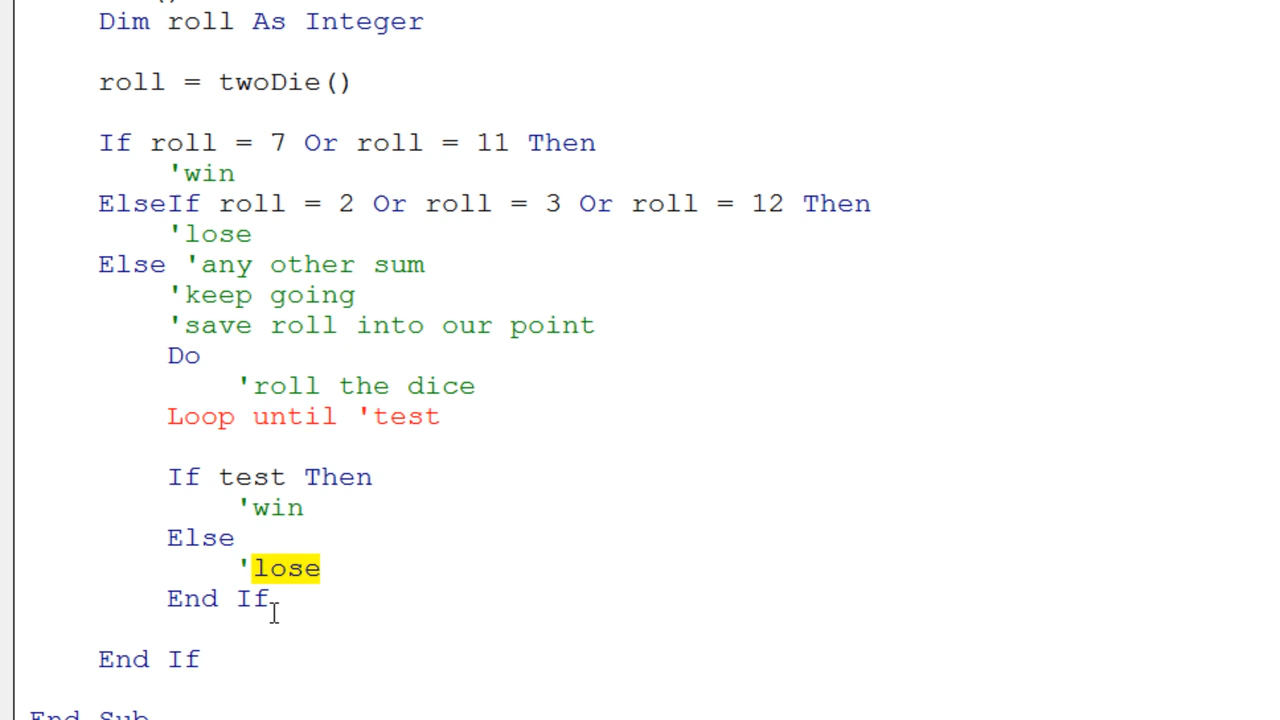 Dim roll As Integer
roll = twoDie()
If roll = 7 Or roll = 11 Then
'win
ElseIf roll = 2 Or roll = 3 Or roll = 12 Then
'lose
Else 'any other sum
'keep going
'save roll into our point
Do
'roll the dice
Loop until 'test
If test Then
'win
Else
'lose
End If
End If
End Sub